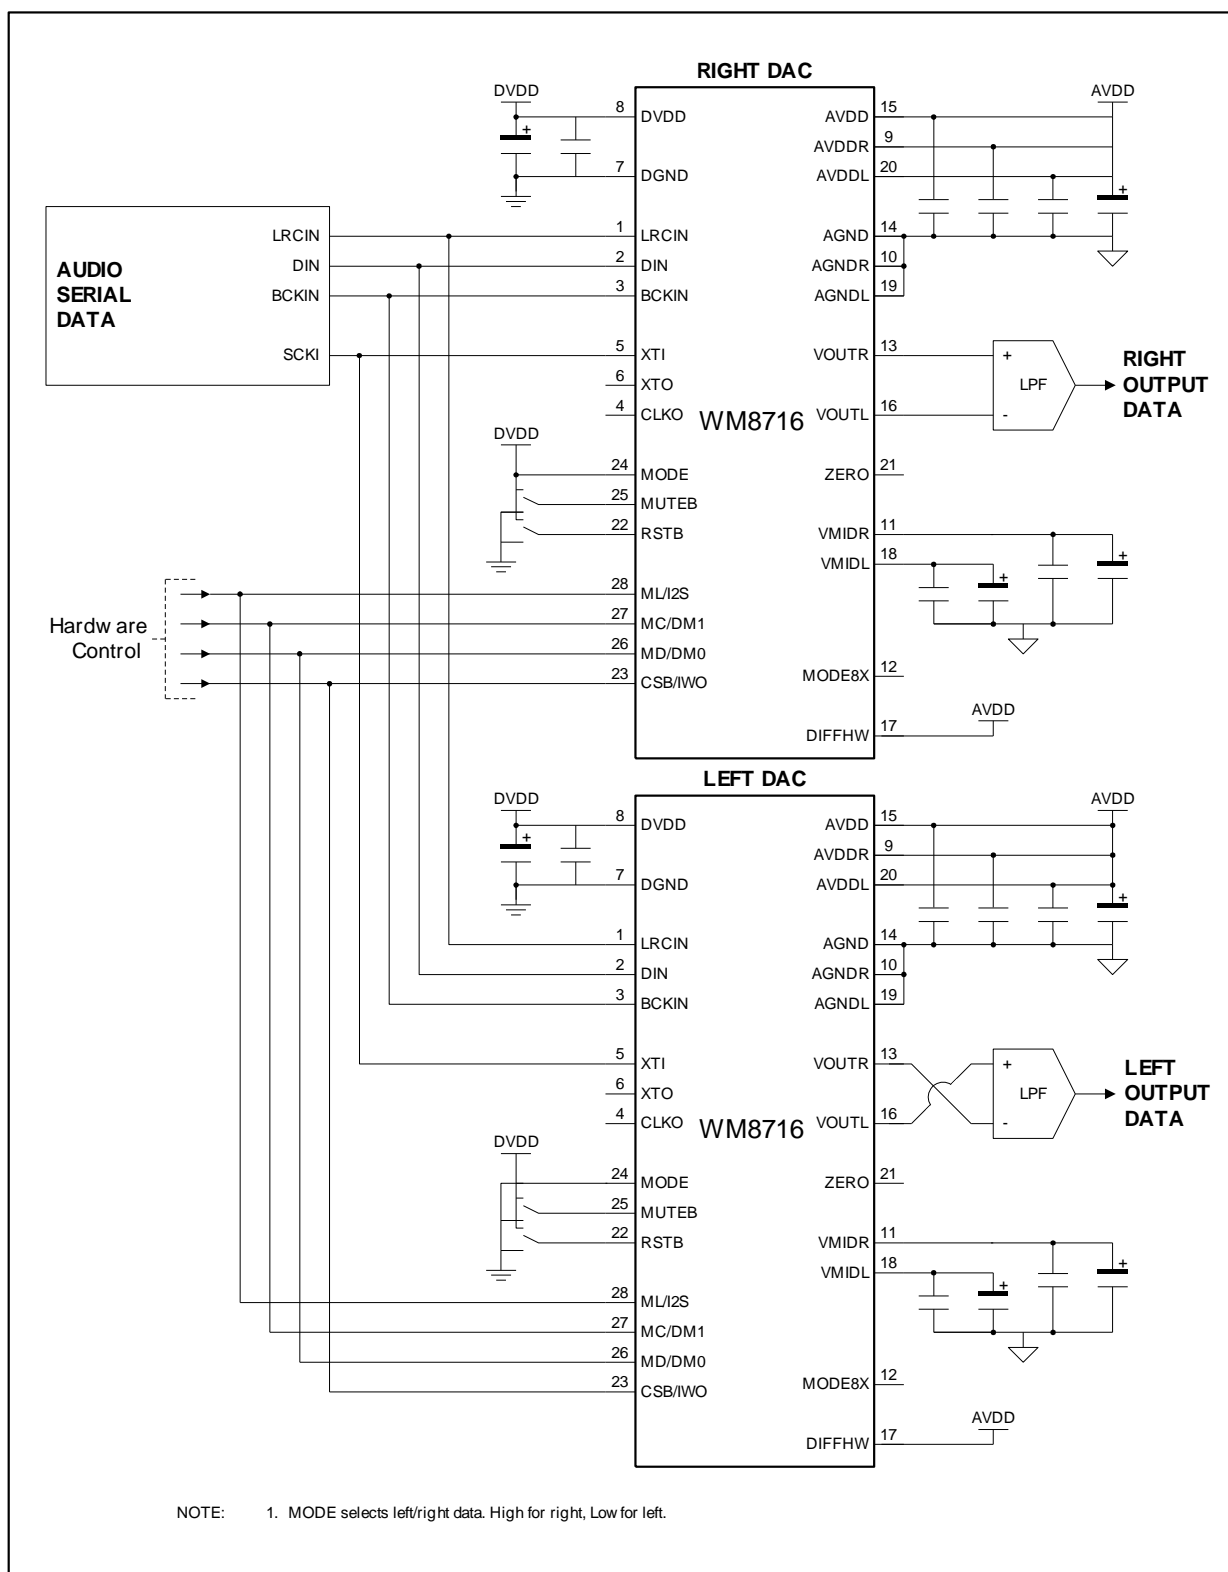 RIGHT DAC
DVDD
8 DVDD
7 DGND
AVDD 15
AVDDR 9
AVDDL 20
AVDD
+
+
AUDIO
SERIAL
DATA
LRCIN
DIN
BCKIN
SCKI
1 LRCIN
2 DIN
3 BCKIN
5 XTI
6 XTO
4 CLKO
AGND 14
AGNDR 10
AGNDL 19
VOUTR 13
VOUTL 16
+
-
LPF
RIGHT
OUTPUT
DATA
WM8716
DVDD
24 MODE
25 MUTEB
22 RSTB
ZERO 21
VMIDR 11
VMIDL 18
+
+
Hardware
Control
28 ML/I2S
27 MC/DM1
26 MD/DM0
23 CSB/IWO
MODE8X 12
DIFFHW 17
AVDD
LEFT DAC
DVDD
8 DVDD
7 DGND
AVDD 15
AVDDR 9
AVDDL 20
AVDD
+
+
1 LRCIN
2 DIN
3 BCKIN
5 XTI
6 XTO
4 CLKO
AGND 14
AGNDR 10
AGNDL 19
VOUTR 13
VOUTL 16
+
-
LPF
LEFT
OUTPUT
DATA
WM8716
DVDD
24 MODE
25 MUTEB
22 RSTB
ZERO 21
VMIDR 11
VMIDL 18
+
+
28 ML/I2S
27 MC/DM1
26 MD/DM0
23 CSB/IWO
MODE8X 12
DIFFHW 17
AVDD
NOTE: 1. MODE selects left/right data. High for right, Low for left.